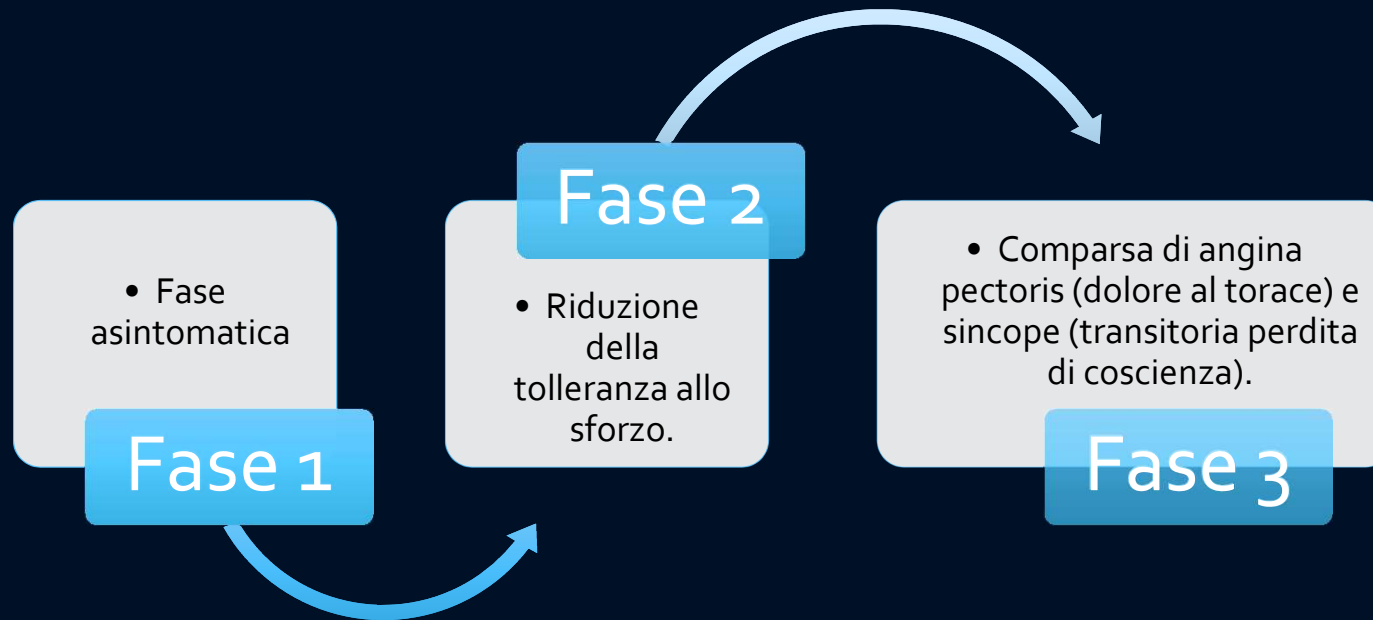 • Fase
asintomatica
Fase 1
Fase 2
• Riduzione
della
tolleranza allo
sforzo.
• Comparsa di angina
pectoris (dolore al torace) e
sincope (transitoria perdita
di coscienza).
Fase 3